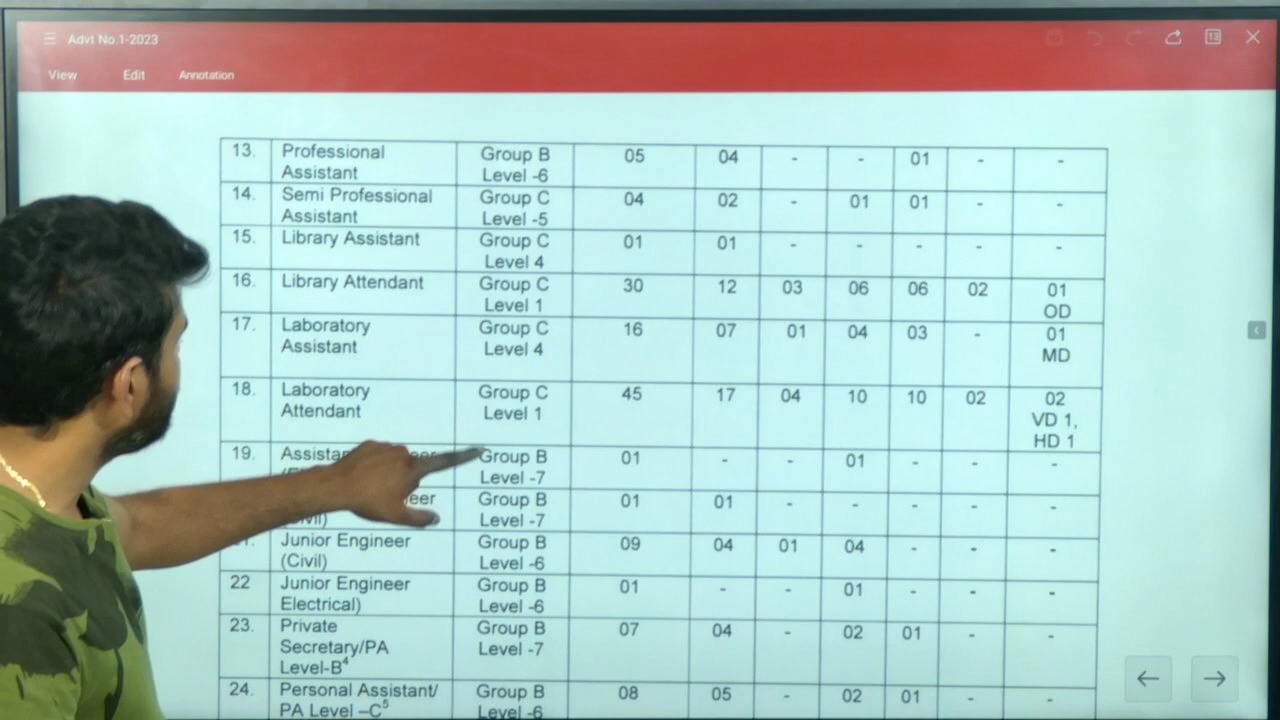 Advt No.1-2023
13
View Edit Annotation
13. Professional Group B 05 04 - - 01 - -
Assistant Level -6
14. Semi Professional Group C 04 02 - 01 01 - -
Assistant Level -5
15. Library Assistant Group C 01 01 - - - - -
Level 4
16. Library Attendant Group C 30 12 03 06 06 02 01
Level 1 OD
17. Laboratory Group C 16 07 01 04 03 - 01
Assistant Level 4 MD
18. Laboratory Group C 45 17 04 10 10 02 02
Attendant Level 1 VD 1,
HD 1
19. Group B 01 - - 01 - - -
Level -7
Group B 01 01 - - - - -
Level -7
Junior Engineer Group B 09 04 01 04 - - -
(Civil) Level -6
22 Junior Engineer Group B 01 - - 01 - - -
Electrical) Level -6
23. Private Group B 07 04 - 02 01 - -
Secretary/PA Level -7
Level-B4
24. Personal Assistant/ Group B 08 05 - 02 01 - -
PA Level –C5 Level -6